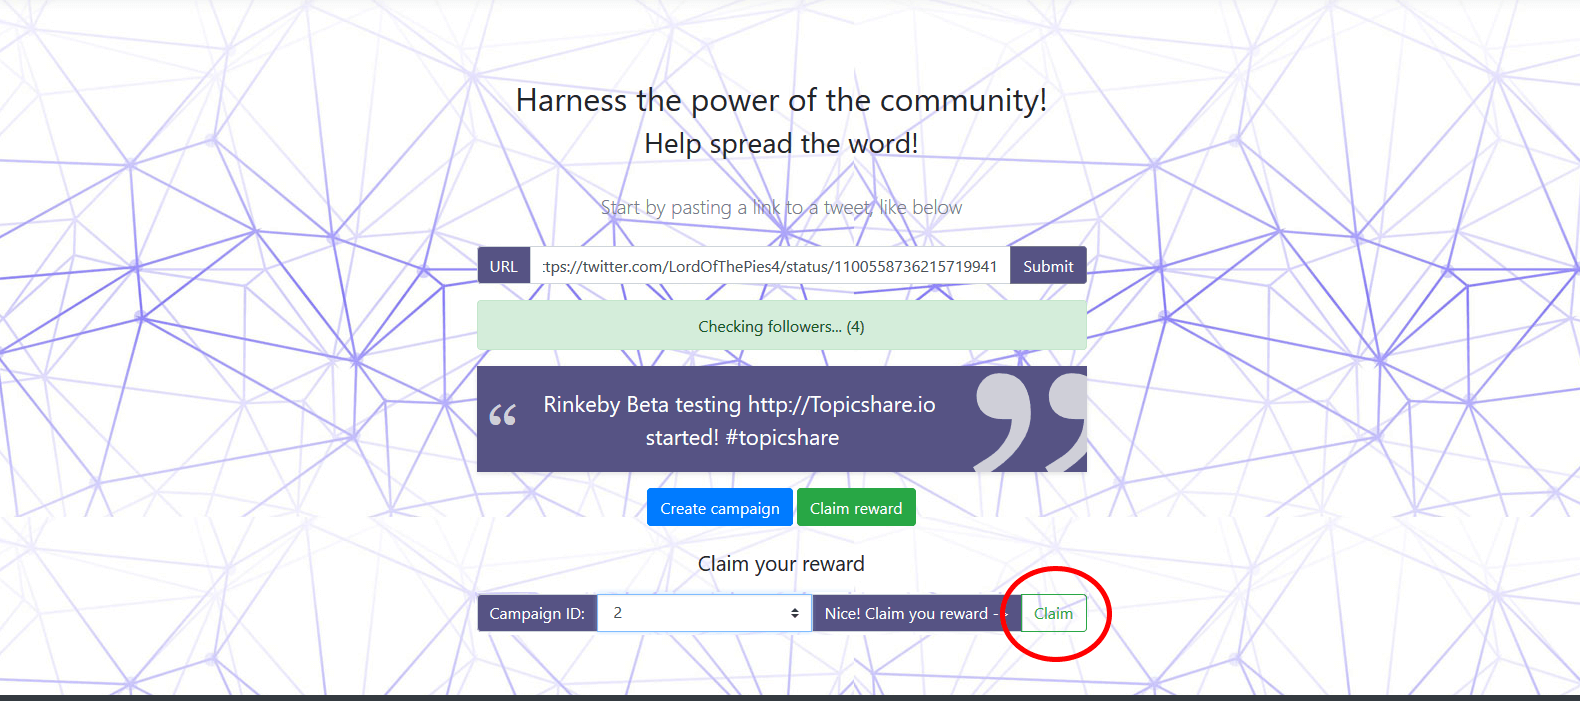 Harness the power of the community!
Help spread the word!
Start by pasting a link to a tweet, like below
URL
:tps://twitter.com/LordOfThePies4/status/1100558736215719941
Submit
Checking followers... (4)
“ Rinkeby Beta testing http://Topicshare.io ”
started! #topicshare
Create campaign
Claim reward
Claim your reward
Campaign ID:
2
Nice! Claim you reward -->
Claim